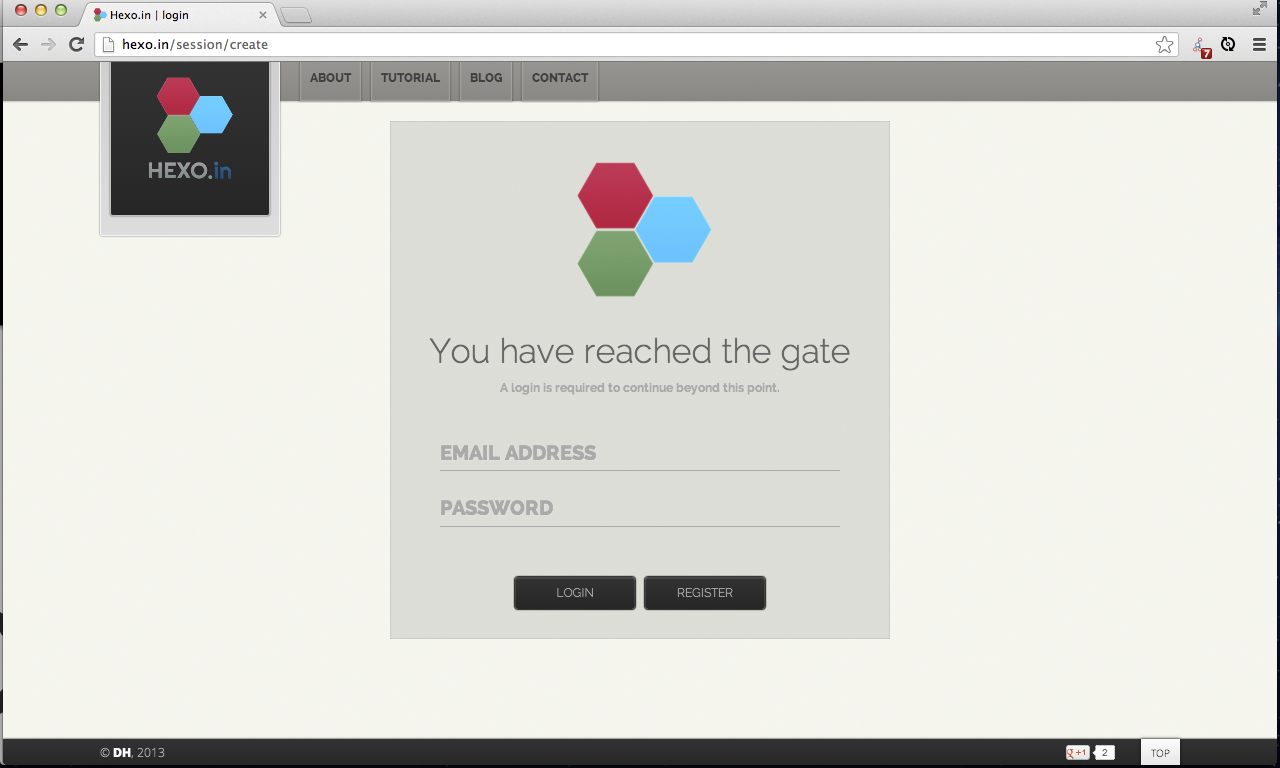 Hexo.in | login
hexo.in/session/create
7
ABOUT TUTORIAL BLOG CONTACT
HEXO.in
You have reached the gate
A login is required to continue beyond this point.
EMAIL ADDRESS
PASSWORD
LOGIN REGISTER
© DH, 2013
g +1 2 TOP